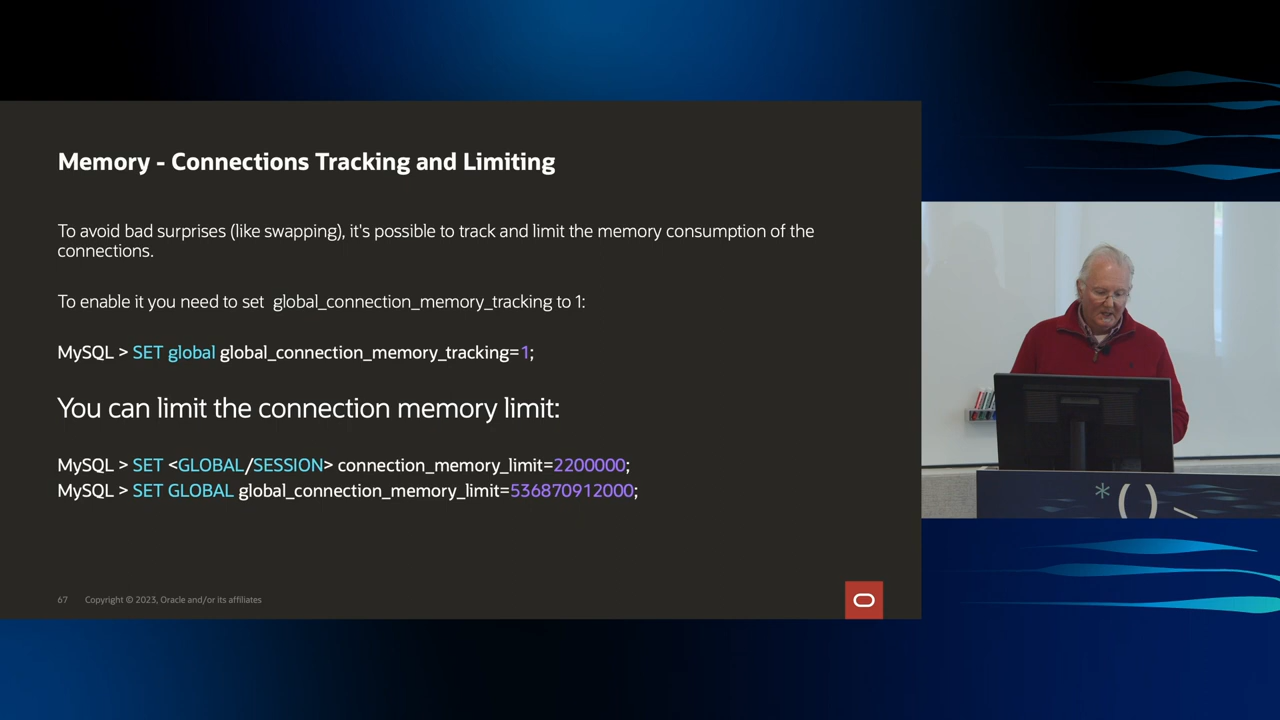 Memory - Connections Tracking and Limiting
To avoid bad surprises (like swapping), it's possible to track and limit the memory consumption of the
connections.
To enable it you need to set global_connection_memory_tracking to 1:
MySQL > SET global global_connection_memory_tracking=1;
You can limit the connection memory limit:
MySQL > SET <GLOBAL/SESSION> connection_memory_limit=2200000;
MySQL > SET GLOBAL global_connection_memory_limit=536870912000;
67 Copyright © 2023, Oracle and/or its affiliates
*()~